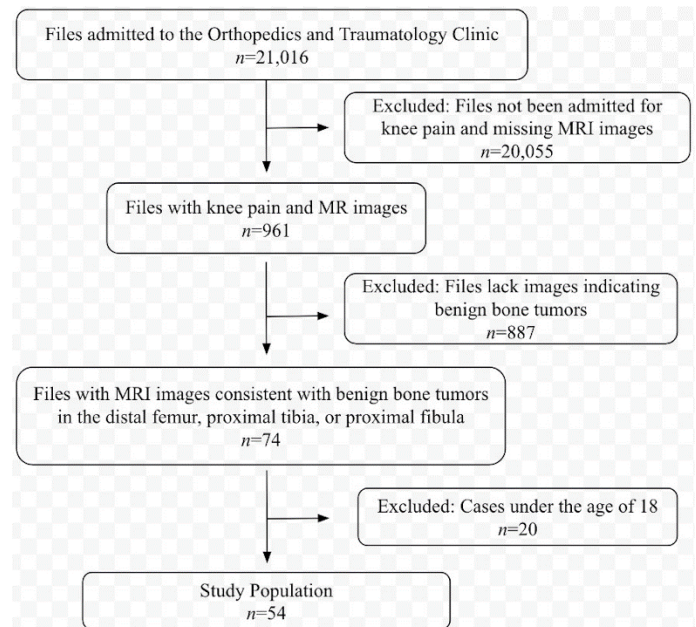 Files admitted to the Orthopedics and Traumatology Clinic
n=21,016
Excluded: Files not been admitted for
knee pain and missing MRI images
n=20,055
Files with knee pain and MR images
n=961
Excluded: Files lack images indicating
benign bone tumors
n=887
Files with MRI images consistent with benign bone tumors
in the distal femur, proximal tibia, or proximal fibula
n=74
Excluded: Cases under the age of 18
n=20
Study Population
n=54